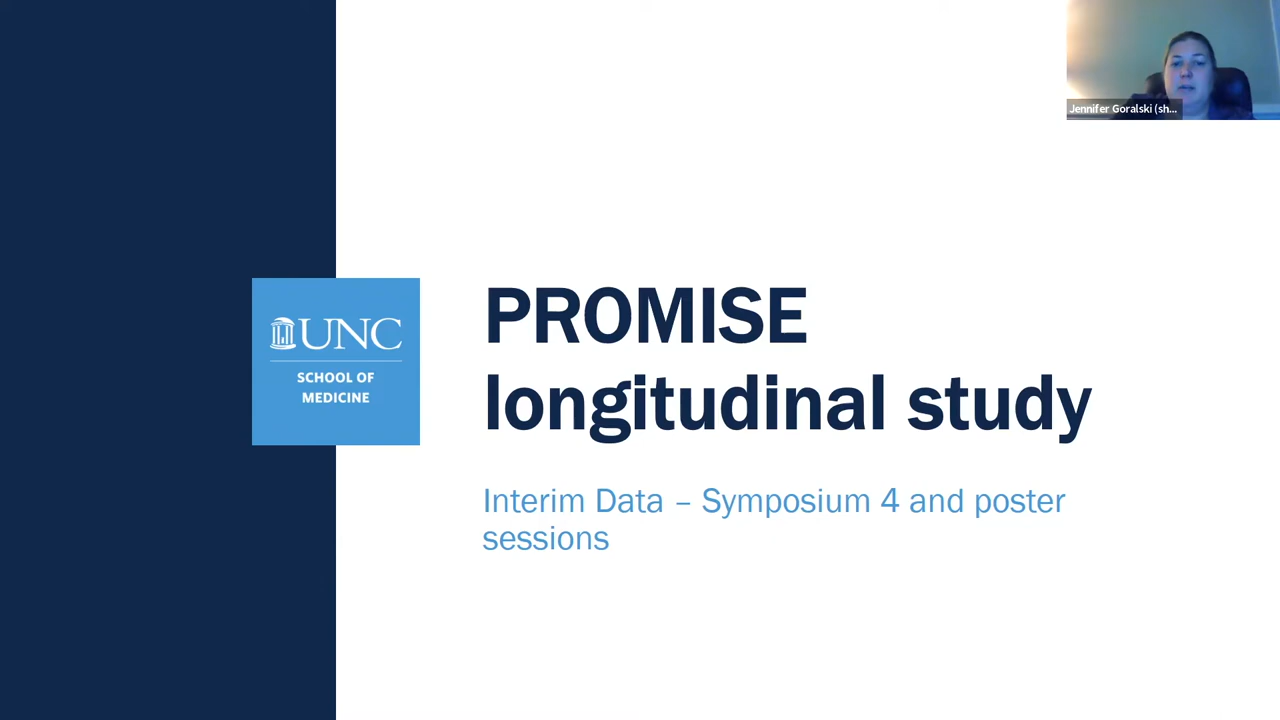 Jennifer Goralski (sh...
UNC
SCHOOL OF
MEDICINE
PROMISE
longitudinal study
Interim Data – Symposium 4 and poster
sessions